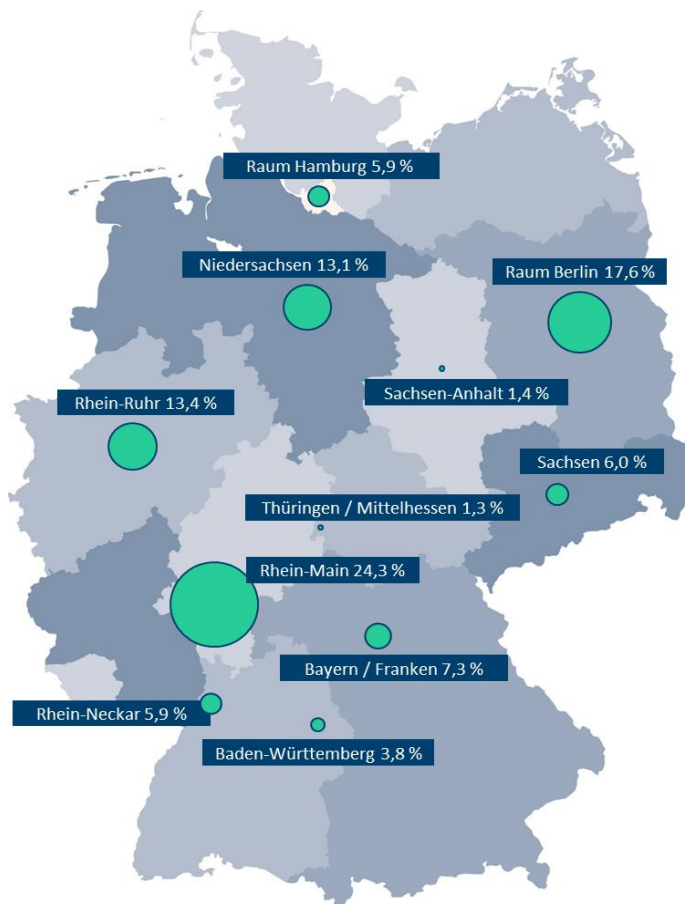 Raum Hamburg 5,9 %
Niedersachsen 13,1 %
Raum Berlin 17,6 %
Sachsen-Anhalt 1,4 %
Rhein-Ruhr 13,4 %
Sachsen 6,0 %
Thüringen / Mittelhessen 1,3 %
Rhein-Main 24,3 %
Bayern / Franken 7,3 %
Rhein-Neckar 5,9 %
Baden-Württemberg 3,8 %